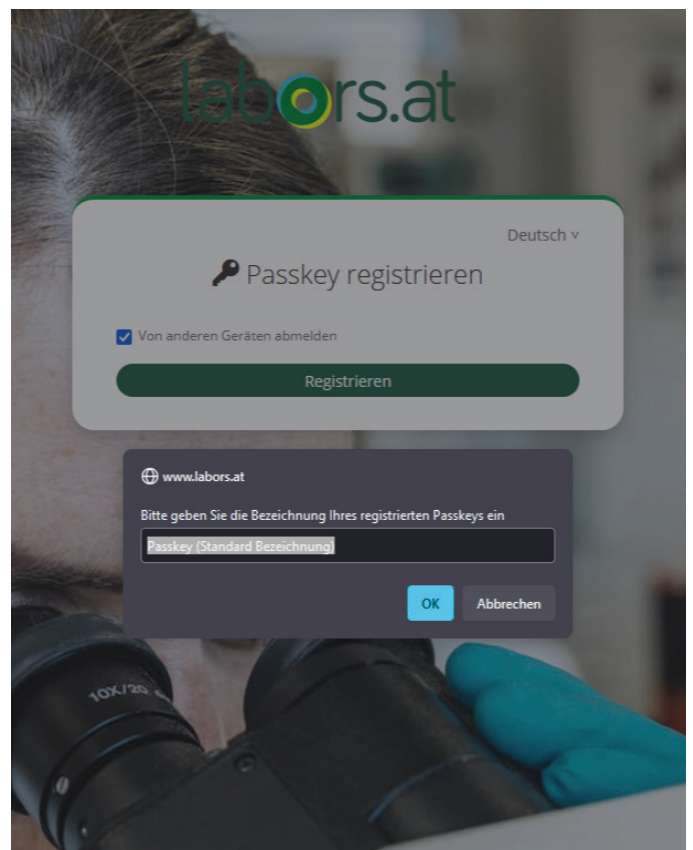 labors.at
Deutsch v
Passkey registrieren
Von anderen Geräten abmelden
Registrieren
www.labors.at
Bitte geben Sie die Bezeichnung Ihres registrierten Passkeys ein
Passkey (Standard Bezeichnung)
OK Abbrechen
10X/20